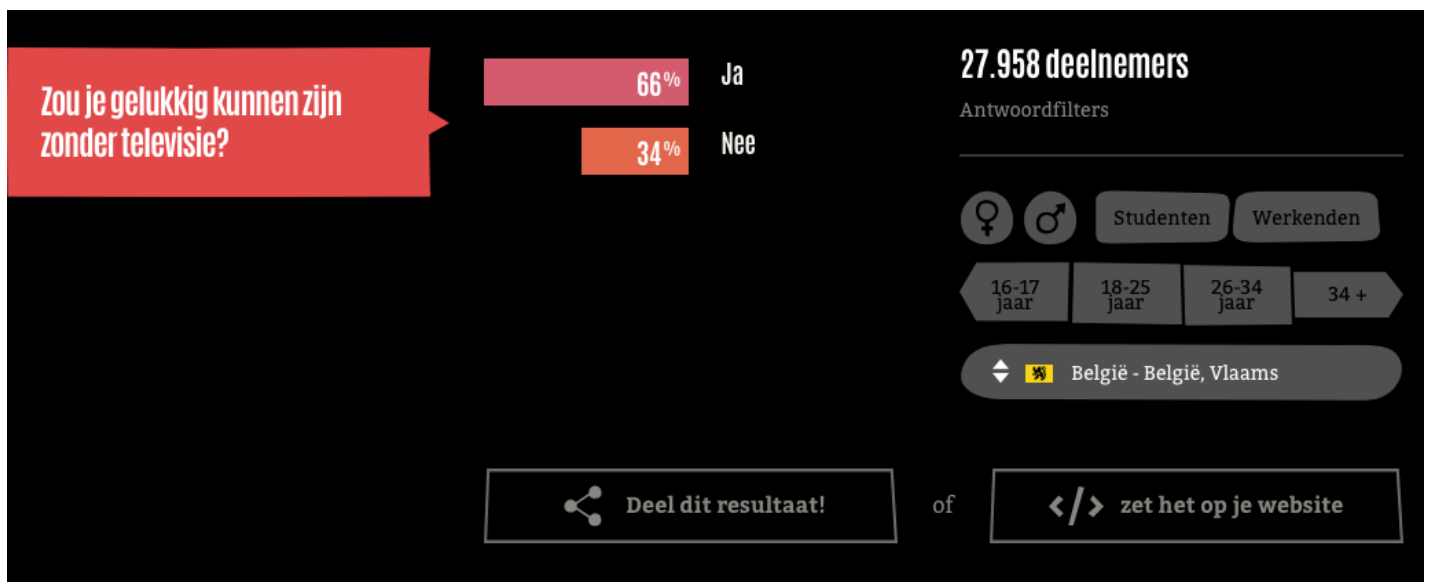 Zou je gelukkig kunnen zijn
zonder televisie?
66% Ja
34% Nee
27.958 deelnemers
Antwoordfilters
Studenten Werkenden
16-17
jaar
18-25
jaar
26-34
jaar
34 +
België - België, Vlaams
Deel dit resultaat!
of
zet het op je website